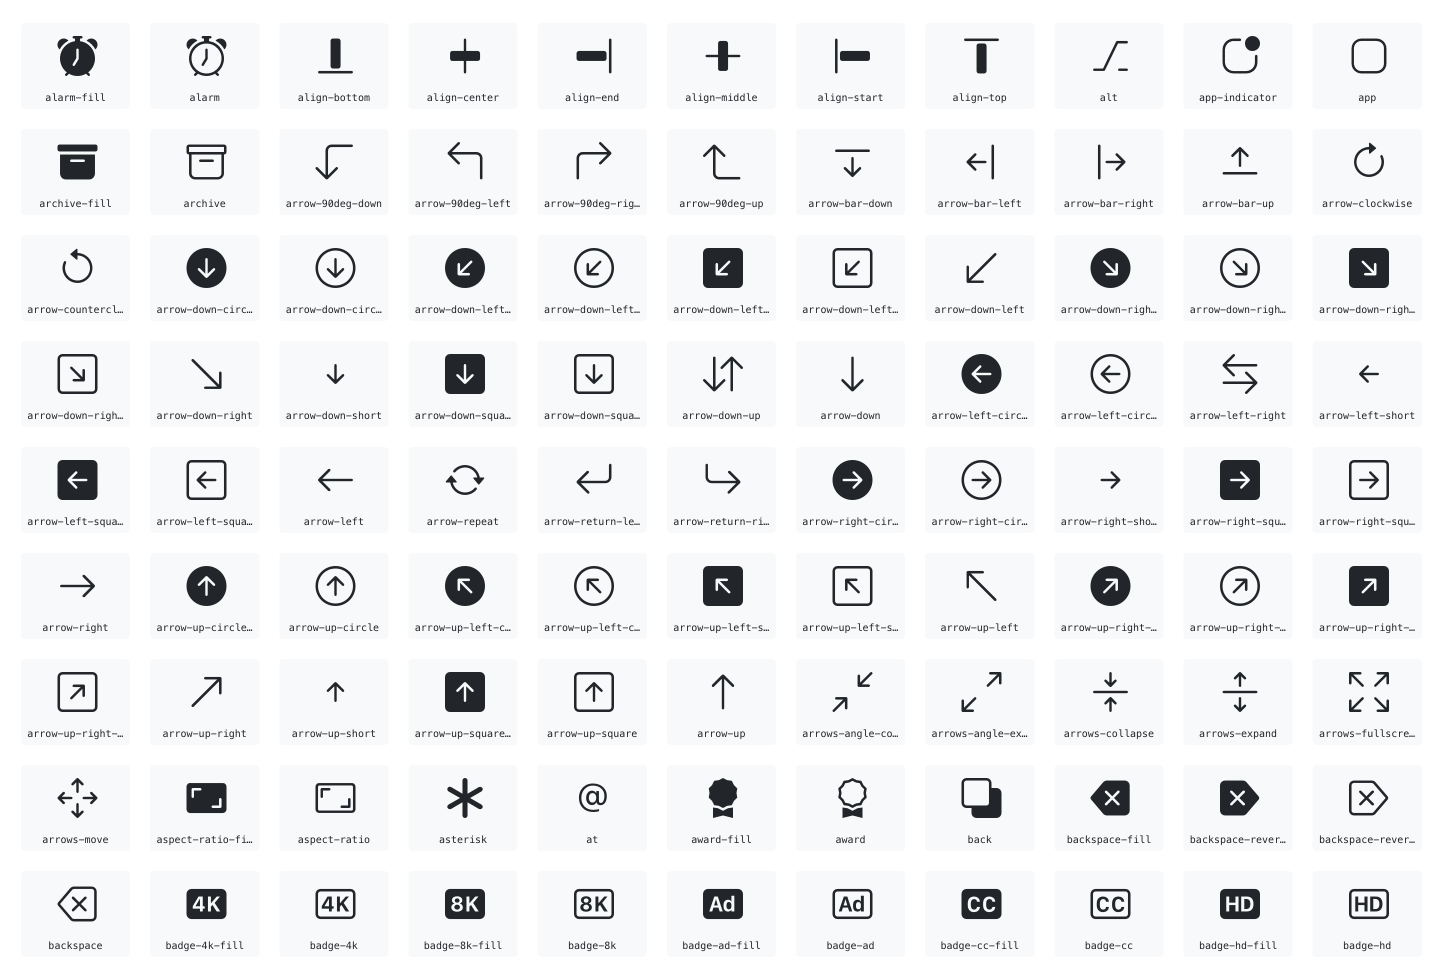 alarm-fill
alarm
align-bottom
align-center
align-end
align-middle
align-start
align-top
alt
app-indicator
app
archive-fill
archive
arrow-90deg-down
arrow-90deg-left
arrow-90deg-rig…
arrow-90deg-up
arrow-bar-down
arrow-bar-left
arrow-bar-right
arrow-bar-up
arrow-clockwise
arrow-countercl…
arrow-down-circ…
arrow-down-circ…
arrow-down-left…
arrow-down-left…
arrow-down-left…
arrow-down-left…
arrow-down-left
arrow-down-righ…
arrow-down-righ…
arrow-down-righ…
arrow-down-righ…
arrow-down-right
arrow-down-short
arrow-down-squa…
arrow-down-squa…
arrow-down-up
arrow-down
arrow-left-circ…
arrow-left-circ…
arrow-left-right
arrow-left-short
arrow-left-squa…
arrow-left-squa…
arrow-left
arrow-repeat
arrow-return-le…
arrow-return-ri…
arrow-right-cir…
arrow-right-cir…
arrow-right-sho…
arrow-right-squ…
arrow-right-squ…
arrow-right
arrow-up-circle…
arrow-up-circle
arrow-up-left-c…
arrow-up-left-c…
arrow-up-left-s…
arrow-up-left-s…
arrow-up-left
arrow-up-right-…
arrow-up-right-…
arrow-up-right-…
arrow-up-right-…
arrow-up-right
arrow-up-short
arrow-up-square…
arrow-up-square
arrow-up
arrows-angle-co…
arrows-angle-ex…
arrows-collapse
arrows-expand
arrows-fullscre…
arrows-move
aspect-ratio-fi…
aspect-ratio
asterisk
@
at
award-fill
award
back
backspace-fill
backspace-rever…
backspace-rever…
backspace
4K
badge-4k-fill
4K
badge-4k
8K
badge-8k-fill
8K
badge-8k
Ad
badge-ad-fill
Ad
badge-ad
CC
badge-cc-fill
CC
badge-cc
HD
badge-hd-fill
HD
badge-hd